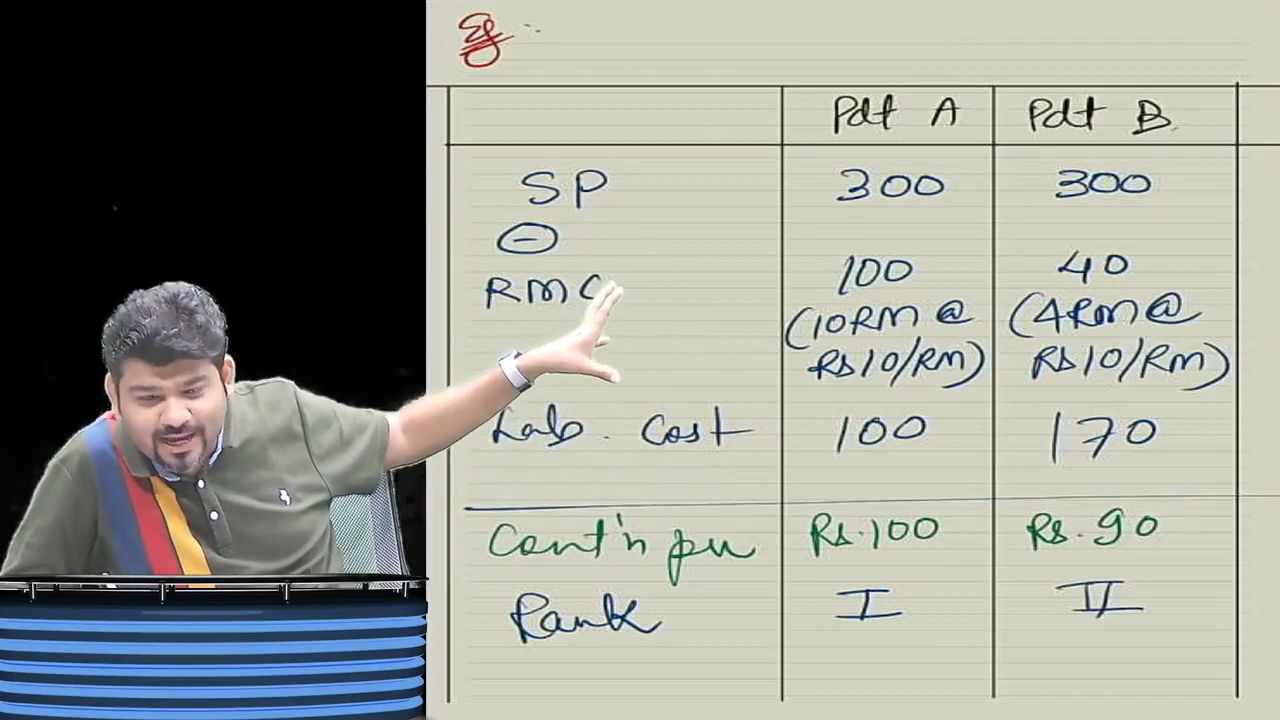 Eg :-
Pdt A Pdt B
SP 300 300
(-)
RMC 100 40
(10RM @ (4RM @
Rs10/RM) Rs10/RM)
Lab. Cost 100 170
Cont'n pu Rs.100 Rs.90
Rank I II